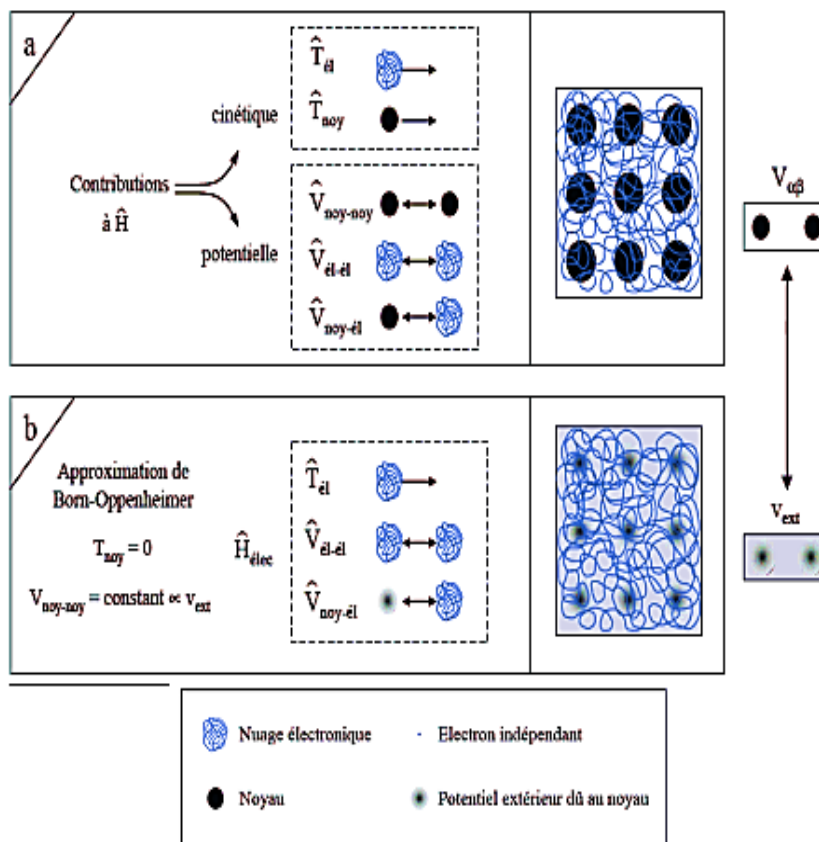 a
T̂él
cinétique
T̂noy
Contributions
à Ĥ
potentielle
V̂noy-noy
V̂él-él
V̂noy-él
Vαβ
b
Approximation de
Born-Oppenheimer
Tnoy = 0
Vnoy-noy = constant ∝ vext
Ĥélec
T̂él
V̂él-él
V̂noy-él
vext
Nuage électronique
Electron indépendant
Noyau
Potentiel extérieur dû au noyau